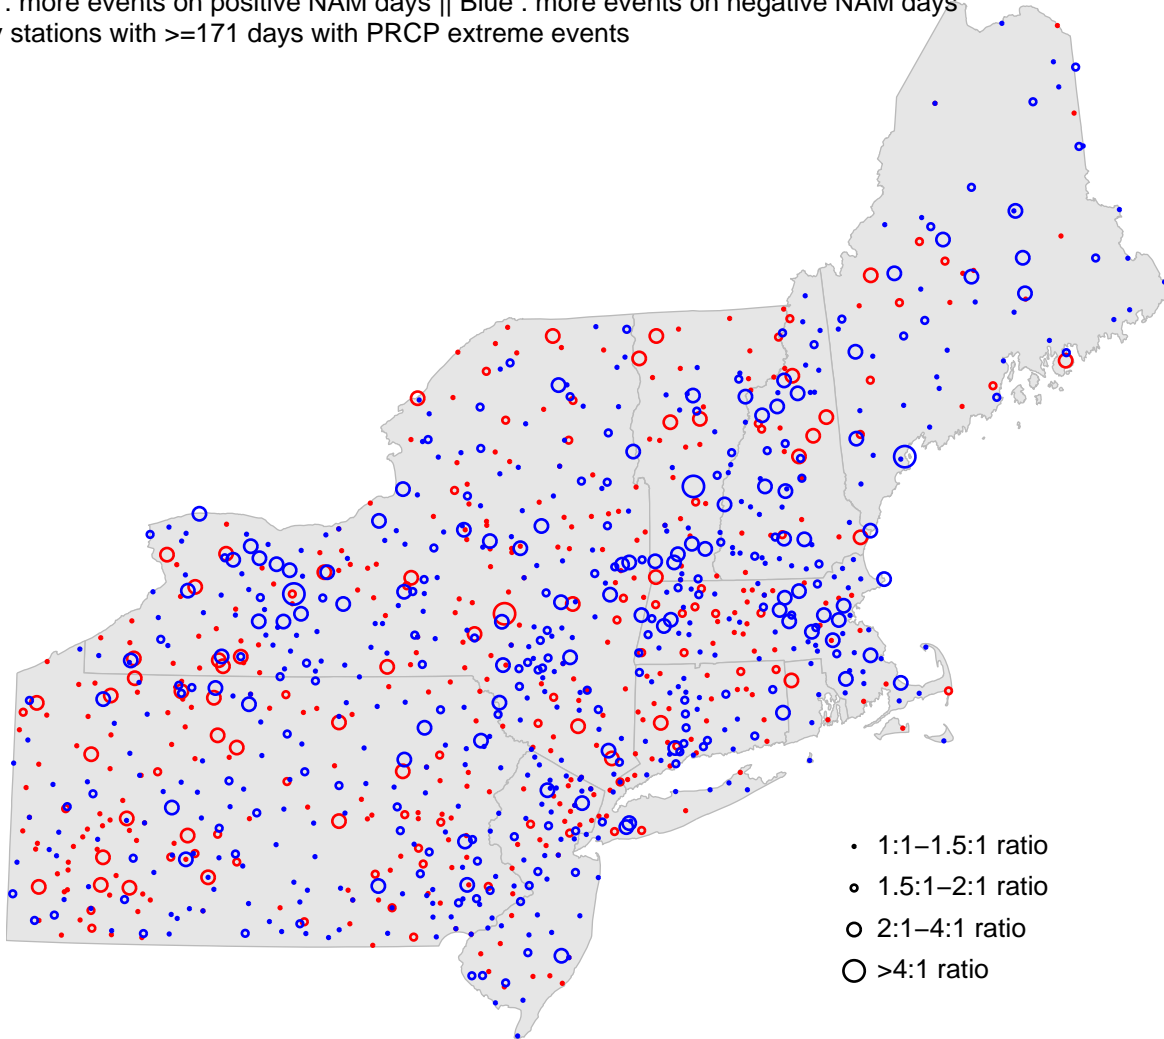 : more events on positive NAM days || Blue : more events on negative NAM days
stations with >=171 days with PRCP extreme events
1:1–1.5:1 ratio
1.5:1–2:1 ratio
2:1–4:1 ratio
>4:1 ratio